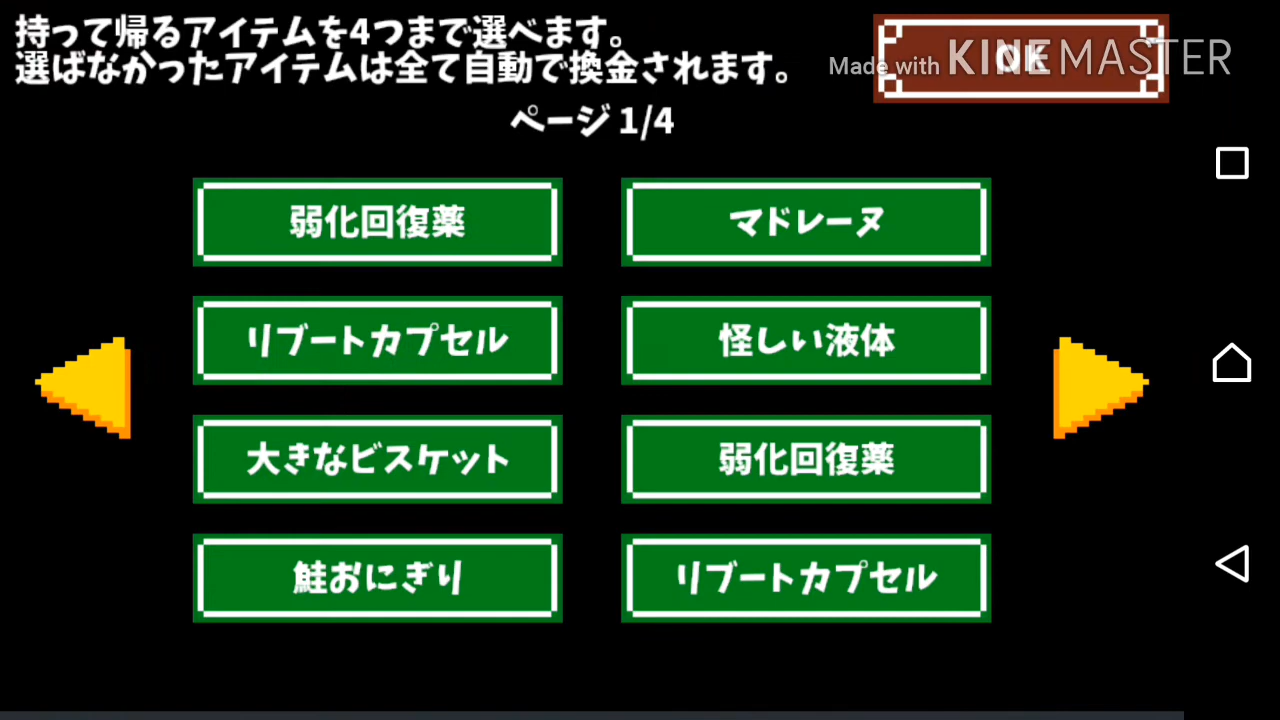 持って帰るアイテムを4つまで選べます。
選ばなかったアイテムは全て自動で換金されます。
Made with KINEMASTER
OK
ページ 1/4
弱化回復薬
マドレーヌ
リブートカプセル
怪しい液体
大きなビスケット
弱化回復薬
鮭おにぎり
リブートカプセル